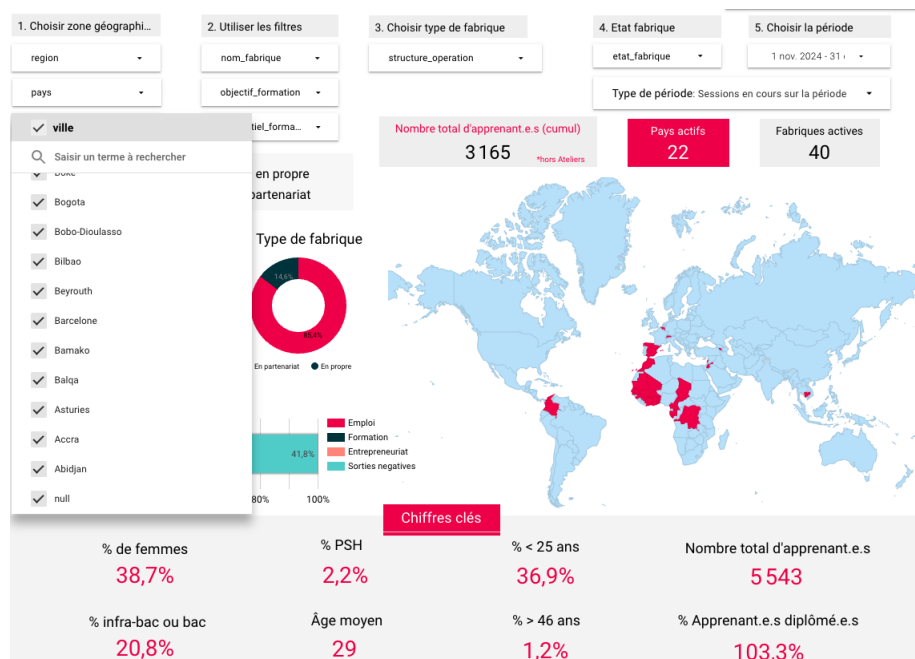 1. Choisir zone géographi...
2. Utiliser les filtres
3. Choisir type de fabrique
4. Etat fabrique
5. Choisir la période
region
nom_fabrique
structure_operation
etat_fabrique
1 nov. 2024 - 31
pays
objectif_formation
Type de période: Sessions en cours sur la période
ville
tiel_forma...
Saisir un terme à rechercher
Bogota
Bobo-Dioulasso
Bilbao
Beyrouth
Barcelone
Bamako
Balqa
Asturies
Accra
Abidjan
null
en propre
partenariat
Nombre total d'apprenant.e.s (cumul)
3 165
*hors Ateliers
Pays actifs
22
Fabriques actives
40
Type de fabrique
14,6%
85,4%
En partenariat
En propre
41,8%
Emploi
Formation
Entrepreneuriat
Sorties negatives
80%
100%
Chiffres clés
% de femmes
38,7%
% PSH
2,2%
% < 25 ans
36,9%
Nombre total d'apprenant.e.s
5 543
% infra-bac ou bac
20,8%
Âge moyen
29
% > 46 ans
1,2%
% Apprenant.e.s diplômé.e.s
103,3%